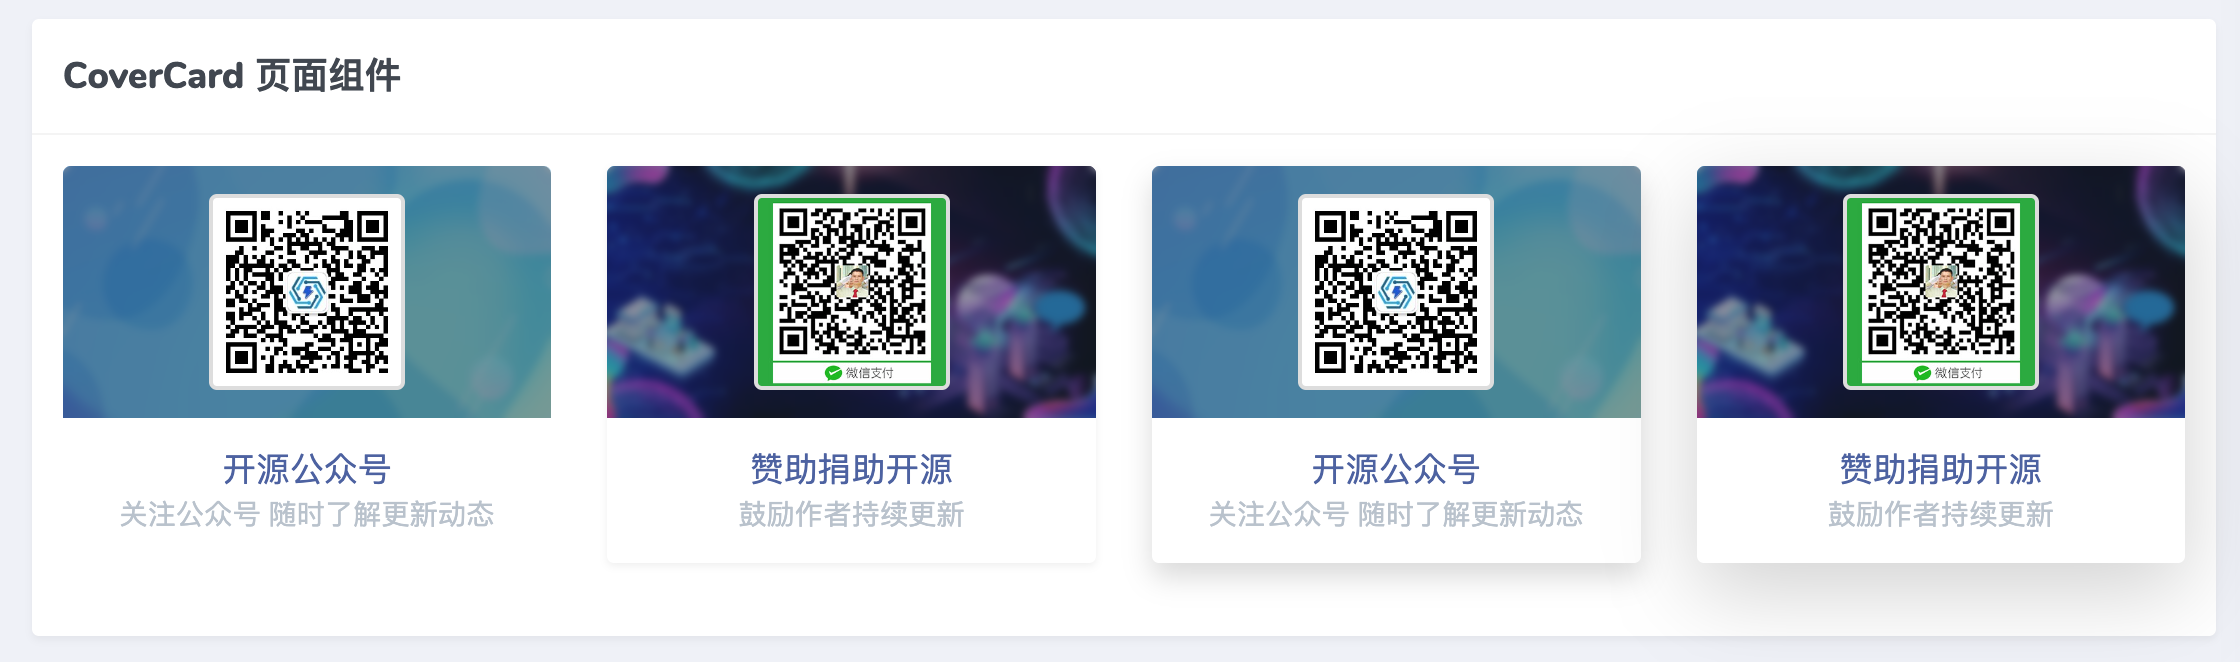 CoverCard 页面组件
微信支付
开源公众号
关注公众号 随时了解更新动态
赞助捐助开源
鼓励作者持续更新
微信支付
开源公众号
关注公众号 随时了解更新动态
赞助捐助开源
鼓励作者持续更新